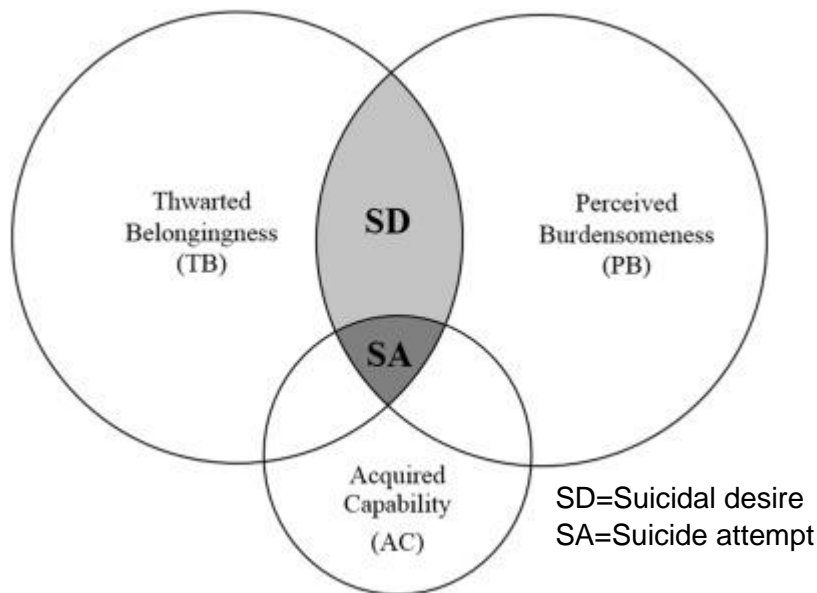 Thwarted
Belongingness
(TB)
SD
Perceived
Burdensomeness
(PB)
SA
Acquired
Capability
(AC)
SD=Suicidal desire
SA=Suicide attempt